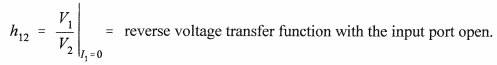 h₁₂ = V₁/V₂|I₁=0 = reverse voltage transfer function with the input port open.